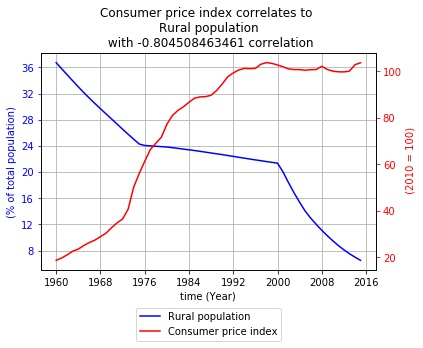 Consumer price index correlates to
Rural population
with -0.804508463461 correlation
36
32
28
24
20
16
12
8
(% of total population)
100
80
60
40
20
(2010 = 100)
1960 1968 1976 1984 1992 2000 2008 2016
time (Year)
Rural population
Consumer price index